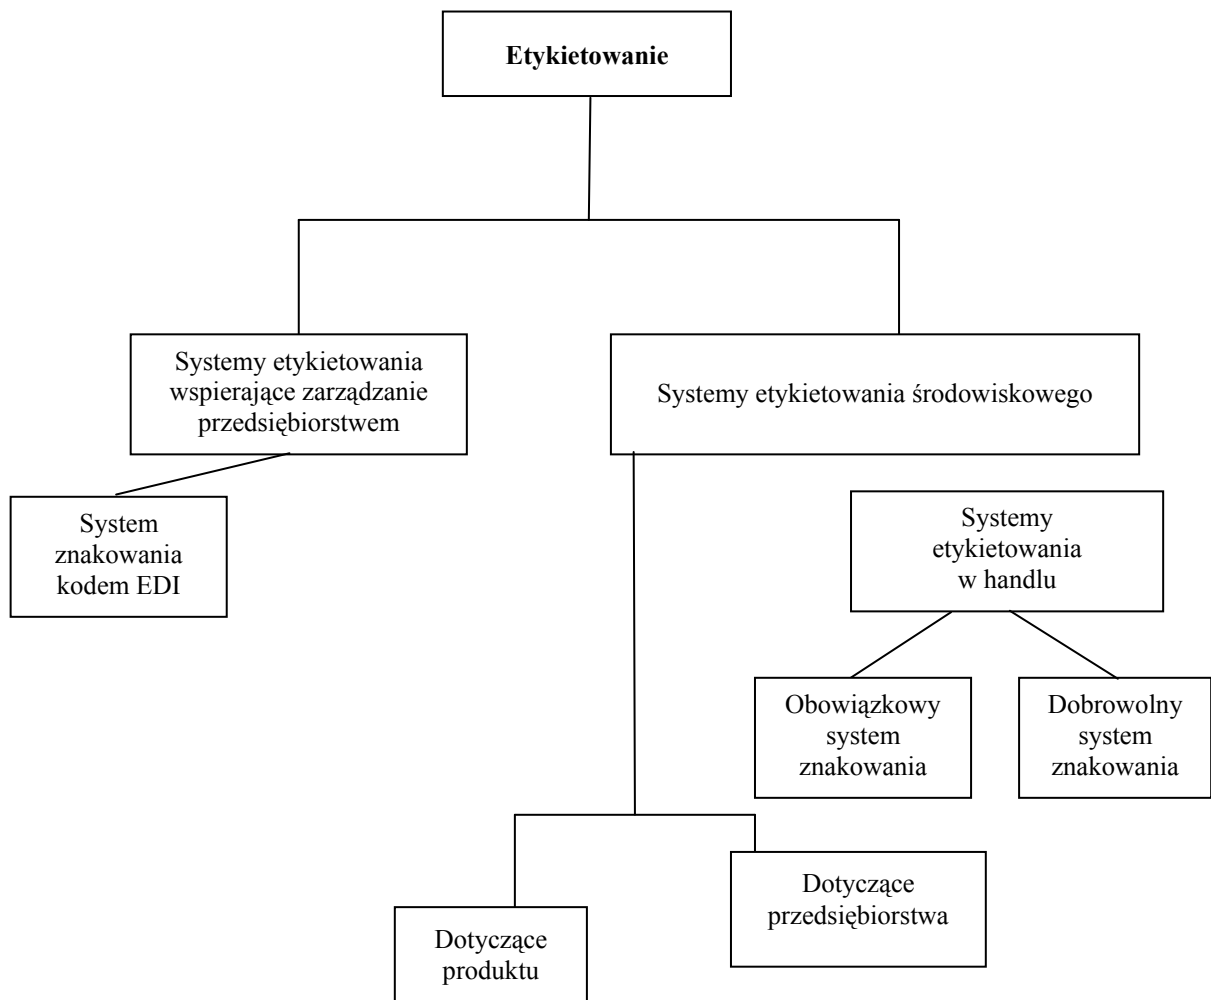 Etykietowanie
Systemy etykietowania
wspierające zarządzanie
przedsiębiorstwem
Systemy etykietowania środowiskowego
System
znakowania
kodem EDI
Systemy
etykietowania
w handlu
Obowiązkowy
system
znakowania
Dobrowolny
system
znakowania
Dotyczące
produktu
Dotyczące
przedsiębiorstwa